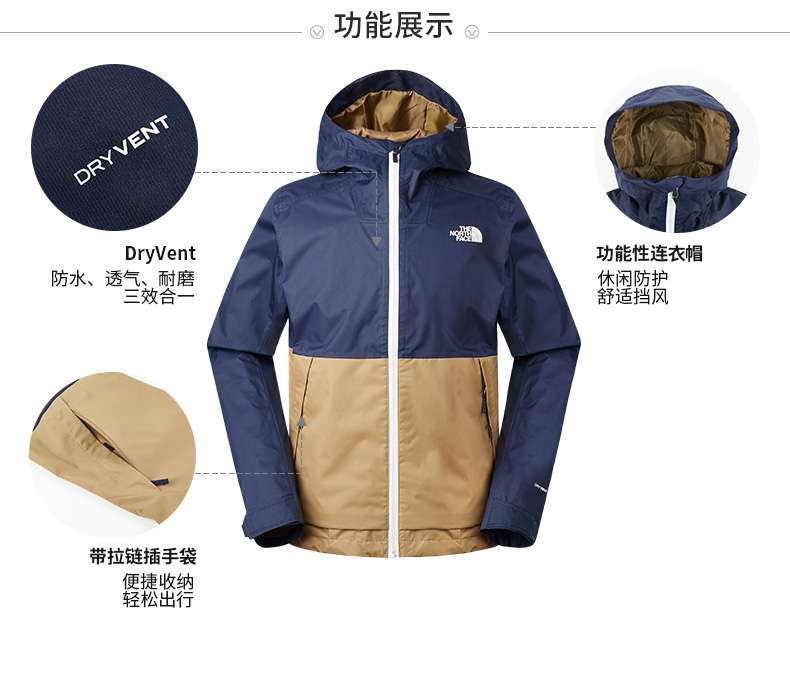 功能展示
DRYVENT
DryVent
防水、透气、耐磨
三效合一
THE
NORTH
FACE
功能性连衣帽
休闲防护
舒适挡风
DRYVENT
带拉链插手袋
便捷收纳
轻松出行